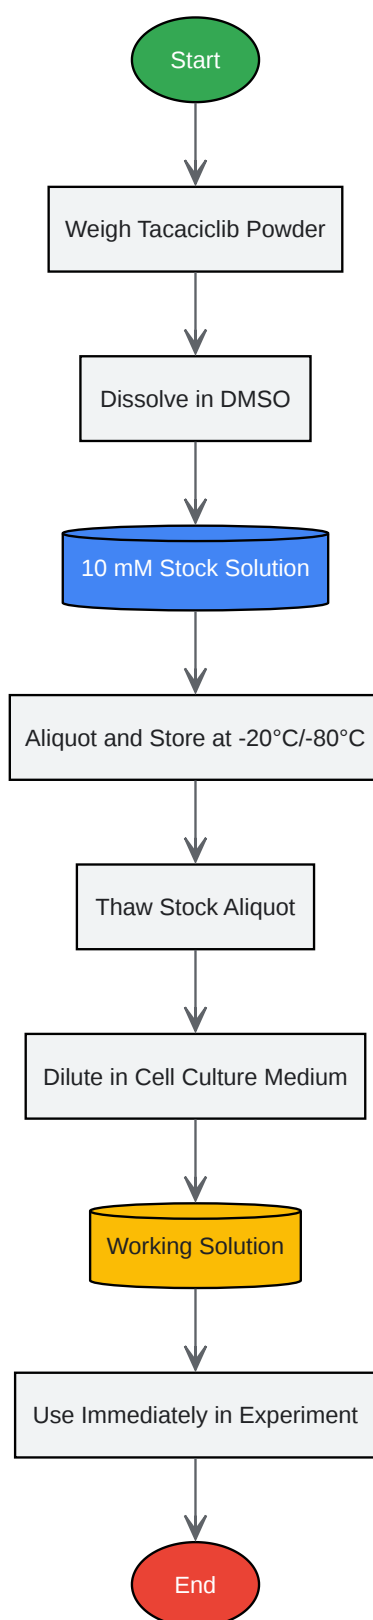 Start
Weigh Tacaciclib Powder
Dissolve in DMSO
10 mM Stock Solution
Aliquot and Store at -20°C/-80°C
Thaw Stock Aliquot
Dilute in Cell Culture Medium
Working Solution
Use Immediately in Experiment
End